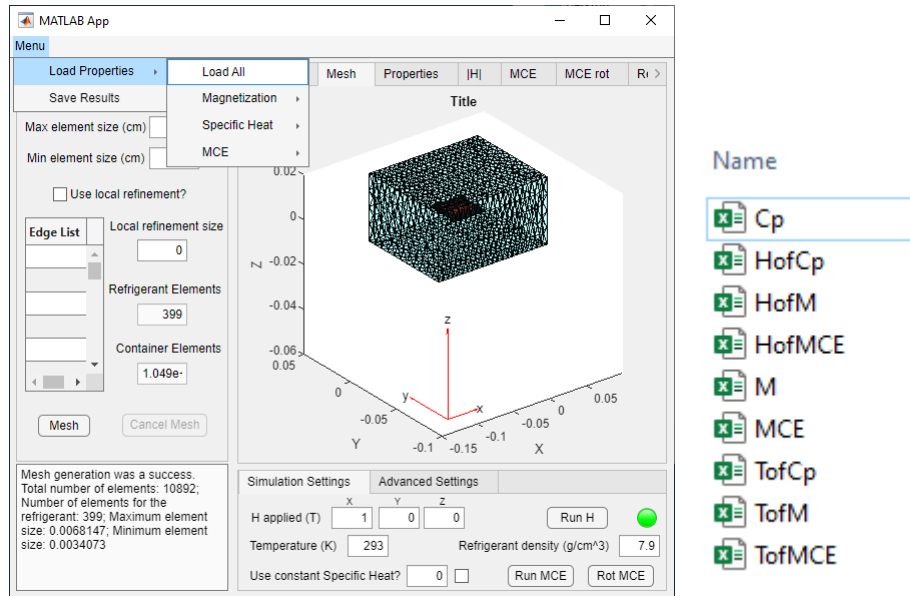 MATLAB App
Menu
Load Properties
Save Results
Load All
Magnetization
Specific Heat
MCE
Mesh
Properties
|H|
MCE
MCE rot
Title
Max element size (cm)
Min element size (cm)
Use local refinement?
Edge List
Local refinement size
0
Refrigerant Elements
399
Container Elements
1.049e-
Mesh
Cancel Mesh
Mesh generation was a success.
Total number of elements: 10892;
Number of elements for the
refrigerant: 399; Maximum element
size: 0.0068147; Minimum element
size: 0.0034073
0.02
0
-0.02
-0.04
-0.06
Z
0.05
0
-0.05
-0.1
Y
-0.15
-0.1
-0.05
0
0.05
X
z
y
x
Simulation Settings
Advanced Settings
X Y Z
H applied (T) 1 0 0
Run H
Temperature (K) 293
Refrigerant density (g/cm^3) 7.9
Use constant Specific Heat? 0
Run MCE
Rot MCE
Name
Cp
HofCp
HofM
HofMCE
M
MCE
TofCp
TofM
TofMCE